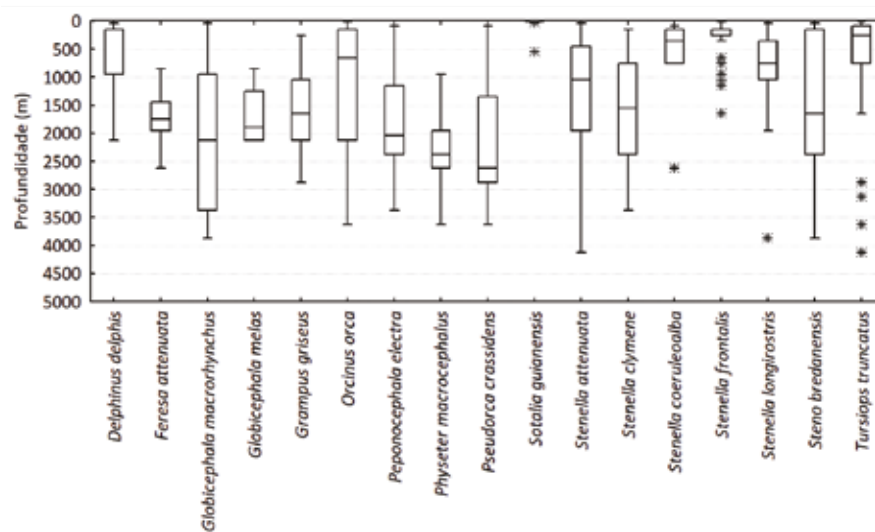 Profundidade (m)
0
500
1000
1500
2000
2500
3000
3500
4000
4500
5000
Delphinus delphis
Feresa attenuata
Globicephala macrorhynchus
Globicephala melas
Grampus griseus
Orcinus orca
Peponocephala electra
Physeter macrocephalus
Pseudorca crassidens
Sotalia guianensis
Stenella attenuata
Stenella clymene
Stenella coeruleoalba
Stenella frontalis
Stenella longirostris
Steno bredanensis
Tursiops truncatus